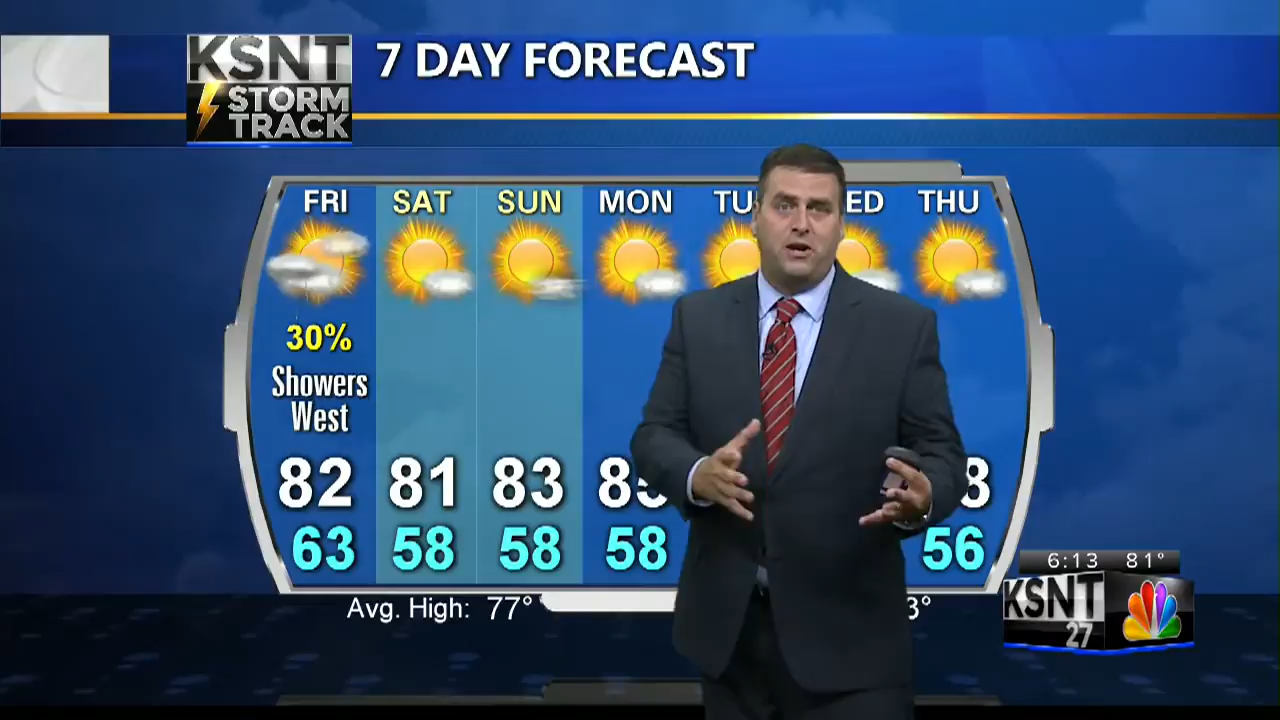 KSNT
STORM
TRACK
7 DAY FORECAST
FRI SAT SUN MON THU
30%
Showers
West
82 81 83
63 58 58 58 56
Avg. High: 77°
6:13 81°
KSNT
27